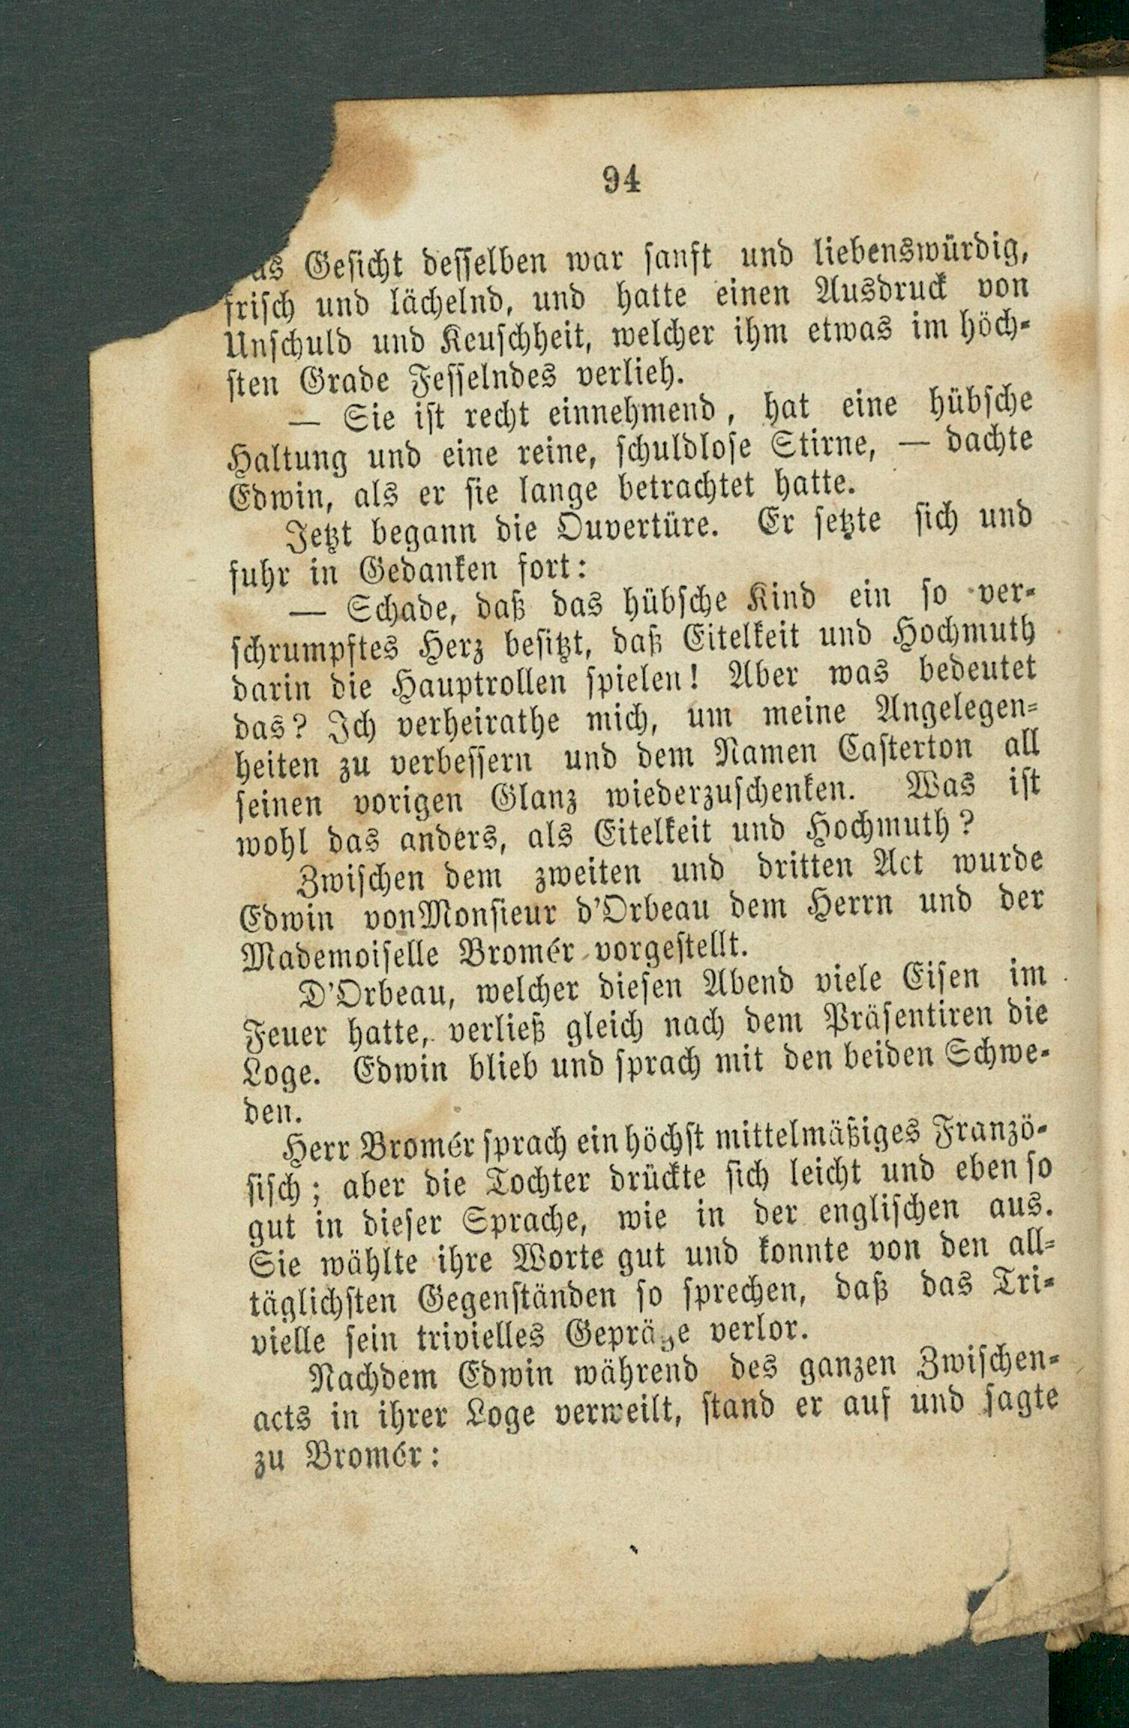 94
as Gesicht desselben war sanft und liebenswürdig,
frisch und lächelnd, und hatte einen Ausdruck von
Unschuld und Keuschheit, welcher ihm etwas im höch-
sten Grade Fesselndes verlieh.
— Sie ist recht einnehmend, hat eine hübsche
Haltung und eine reine, schuldlose Stirne, — dachte
Edwin, als er sie lange betrachtet hatte.
Jetzt begann die Ouvertüre. Er setzte sich und
fuhr in Gedanken fort:
— Schade, daß das hübsche Kind ein so ver-
schrumpftes Herz besitzt, daß Eitelkeit und Hochmuth
darin die Hauptrollen spielen! Aber was bedeutet
das? Ich verheirathe mich, um meine Angelegen-
heiten zu verbessern und dem Namen Casterton all
seinen vorigen Glanz wiederzuschenken. Was ist
wohl das anders, als Eitelkeit und Hochmuth?
Zwischen dem zweiten und dritten Act wurde
Edwin vonMonsieur d'Orbeau dem Herrn und der
Mademoiselle Bromér vorgestellt.
D'Orbeau, welcher diesen Abend viele Eisen im
Feuer hatte, verließ gleich nach dem Präsentiren die
Loge. Edwin blieb und sprach mit den beiden Schwe-
den.
Herr Bromér sprach ein höchst mittelmäßiges Franzö-
sisch; aber die Tochter drückte sich leicht und eben so
gut in dieser Sprache, wie in der englischen aus.
Sie wählte ihre Worte gut und konnte von den all-
täglichsten Gegenständen so sprechen, daß das Tri-
vielle sein trivielles Gepräge verlor.
Nachdem Edwin während des ganzen Zwischen-
acts in ihrer Loge verweilt, stand er auf und sagte
zu Bromér: